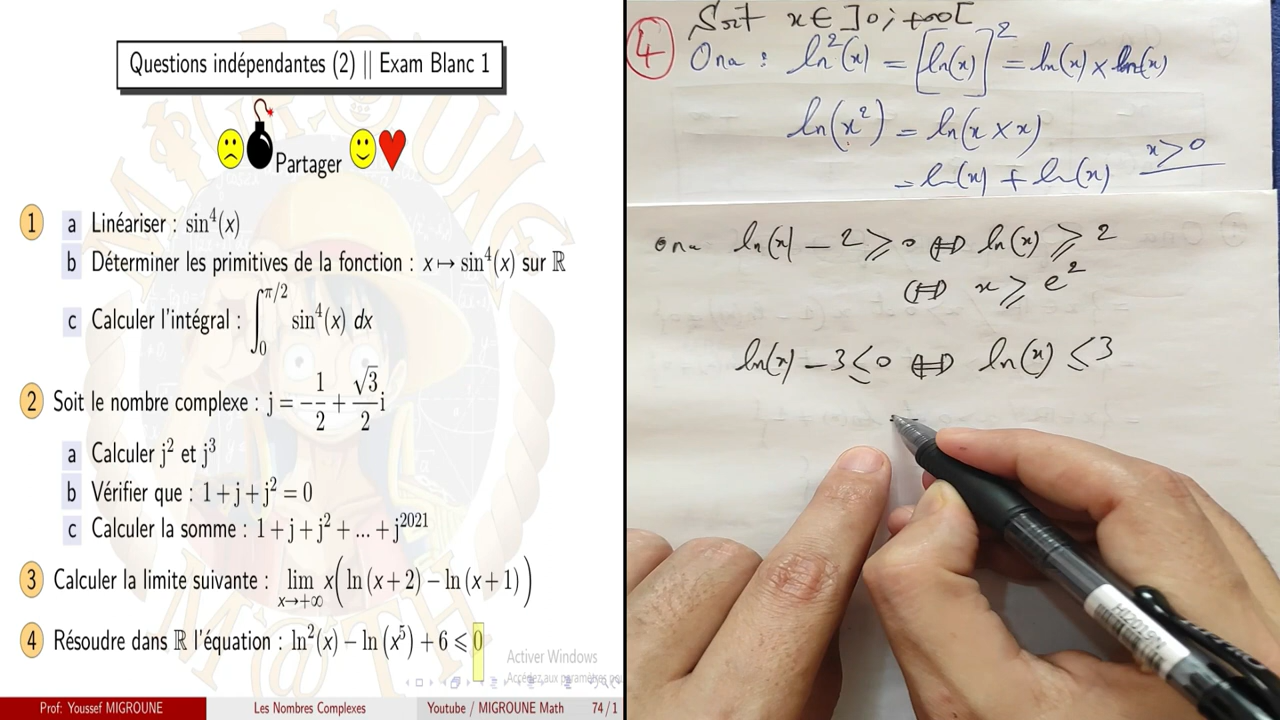 Questions indépendantes (2) || Exam Blanc 1
Partager
1 a Linéariser : sin⁴(x)
b Déterminer les primitives de la fonction : x ↦ sin⁴(x) sur ℝ
c Calculer l'intégral : ∫₀^{π/2} sin⁴(x) dx
2 Soit le nombre complexe : j = −1/2 + √3/2 i
a Calculer j² et j³
b Vérifier que : 1 + j + j² = 0
c Calculer la somme : 1 + j + j² + ... + j²⁰²¹
3 Calculer la limite suivante : lim x→+∞ x(ln(x+2) − ln(x+1))
4 Résoudre dans ℝ l'équation : ln²(x) − ln(x⁵) + 6 ⩽ 0
Activer Windows
Accédez aux paramètres
Prof: Youssef MIGROUNE Les Nombres Complexes Youtube / MIGROUNE Math 74 / 1
4 Soit x ∈ ]0; +∞[
On a : ln²(x) = [ln(x)]² = ln(x) × ln(x)
ln(x²) = ln(x × x)
= ln(x) + ln(x) x > 0
On a ln(x) − 2 ⩾ 0 ⇔ ln(x) ⩾ 2
⇔ x ⩾ e²
ln(x) − 3 ≤ 0 ⇔ ln(x) ≤ 3